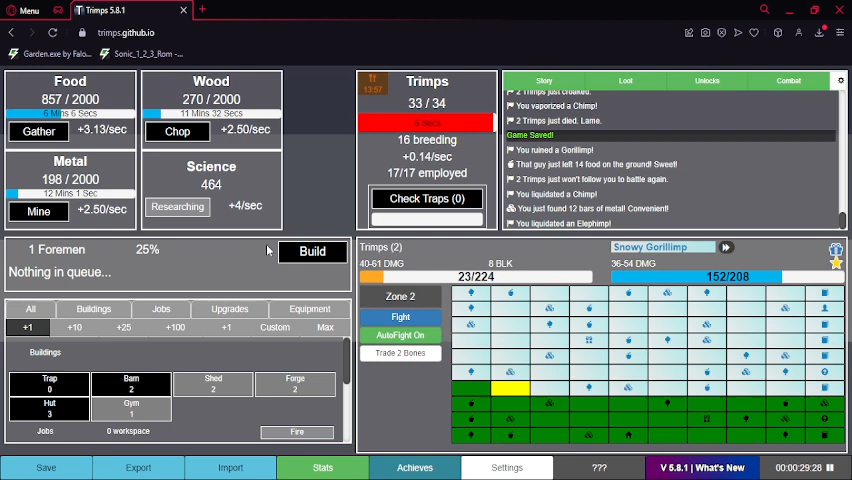 Menu
Trimps 5.8.1
trimps.github.io
Garden.exe by Falo...
Sonic_1_2_3_Rom -...
Food
857 / 2000
6 Mins 6 Secs
Gather
+3.13/sec
Wood
270 / 2000
11 Mins 32 Secs
Chop
+2.50/sec
Metal
198 / 2000
12 Mins 1 Sec
Mine
+2.50/sec
Science
464
Researching
+4/sec
13:57
Trimps
33 / 34
16 breeding
+0.14/sec
17/17 employed
Check Traps (0)
Story
Loot
Unlocks
Combat
2 Trimps just croaked.
You vaporized a Chimp!
2 Trimps just died. Lame.
Game Saved!
You ruined a Gorillimp!
That guy just left 14 food on the ground! Sweet!
2 Trimps just won't follow you to battle again.
You liquidated a Chimp!
You just found 12 bars of metal! Convenient!
You liquidated an Elephimp!
1 Foremen
25%
Build
Nothing in queue...
All
Buildings
Jobs
Upgrades
Equipment
+1
+10
+25
+100
+1
Custom
Max
Buildings
Trap
0
Barn
2
Shed
2
Forge
2
Hut
3
Gym
1
Jobs
0 workspace
Fire
Trimps (2)
Snowy Gorillimp
40-61 DMG
8 BLK
36-54 DMG
23/224
152/208
Zone 2
Fight
AutoFight On
Trade 2 Bones
Save
Export
Import
Stats
Achieves
Settings
???
V 5.8.1 | What's New
00:00:29:28